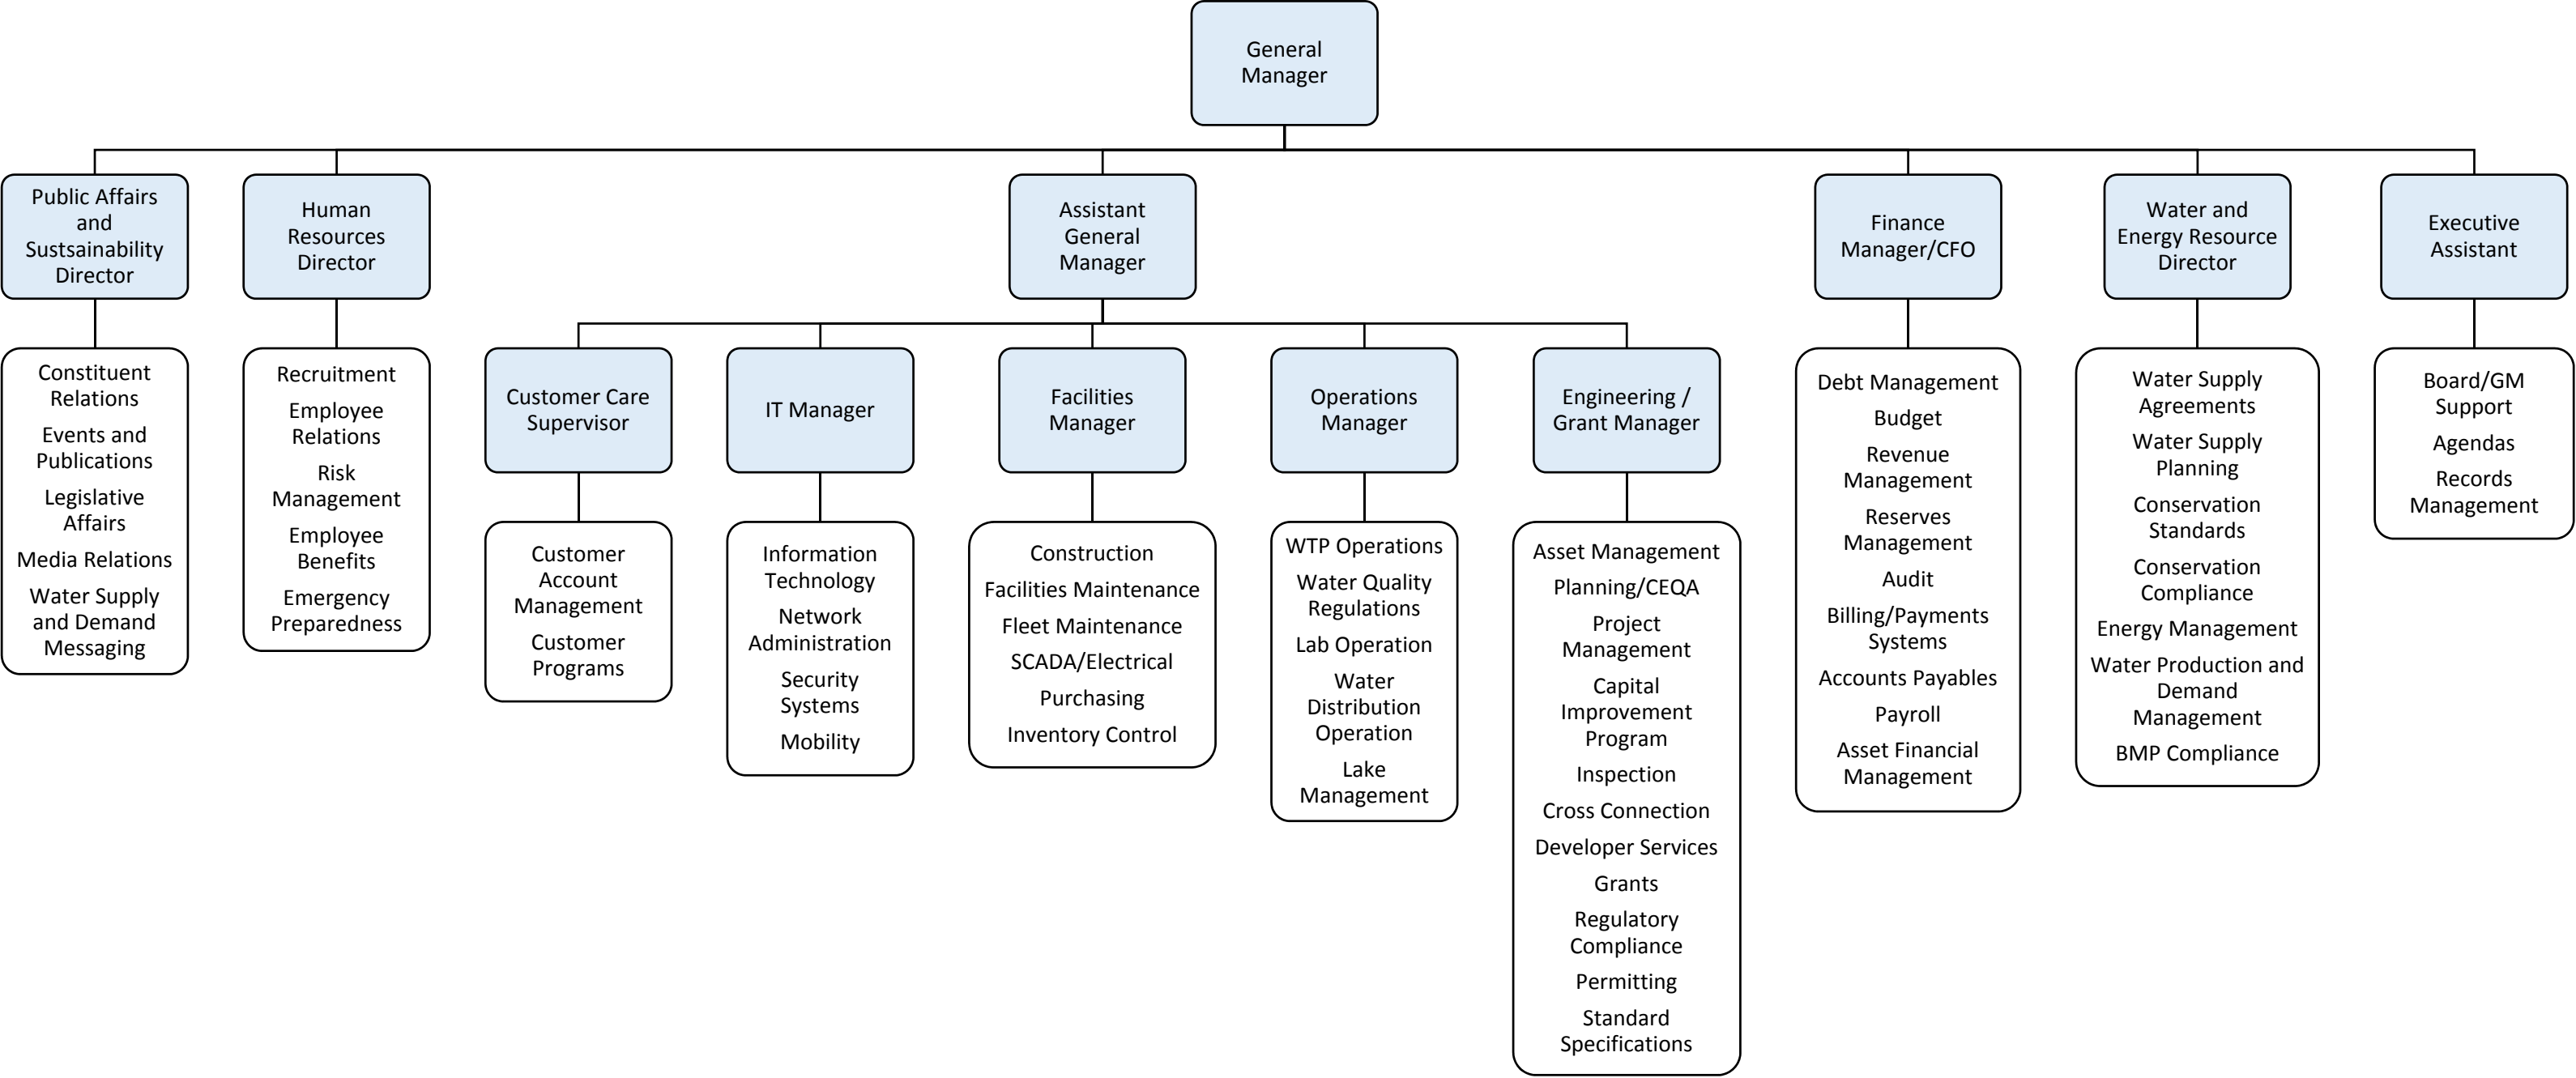 General
Manager
Public Affairs
and
Sustsainability
Director
Human
Resources
Director
Assistant
General
Manager
Finance
Manager/CFO
Water and
Energy Resource
Director
Executive
Assistant
Constituent
Relations
Events and
Publications
Legislative
Affairs
Media Relations
Water Supply
and Demand
Messaging
Recruitment
Employee
Relations
Risk
Management
Employee
Benefits
Emergency
Preparedness
Customer Care
Supervisor
IT Manager
Facilities
Manager
Operations
Manager
Engineering /
Grant Manager
Customer
Account
Management
Customer
Programs
Information
Technology
Network
Administration
Security
Systems
Mobility
Construction
Facilities Maintenance
Fleet Maintenance
SCADA/Electrical
Purchasing
Inventory Control
WTP Operations
Water Quality
Regulations
Lab Operation
Water
Distribution
Operation
Lake
Management
Asset Management
Planning/CEQA
Project
Management
Capital
Improvement
Program
Inspection
Cross Connection
Developer Services
Grants
Regulatory
Compliance
Permitting
Standard
Specifications
Debt Management
Budget
Revenue
Management
Reserves
Management
Audit
Billing/Payments
Systems
Accounts Payables
Payroll
Asset Financial
Management
Water Supply
Agreements
Water Supply
Planning
Conservation
Standards
Conservation
Compliance
Energy Management
Water Production and
Demand
Management
BMP Compliance
Board/GM
Support
Agendas
Records
Management